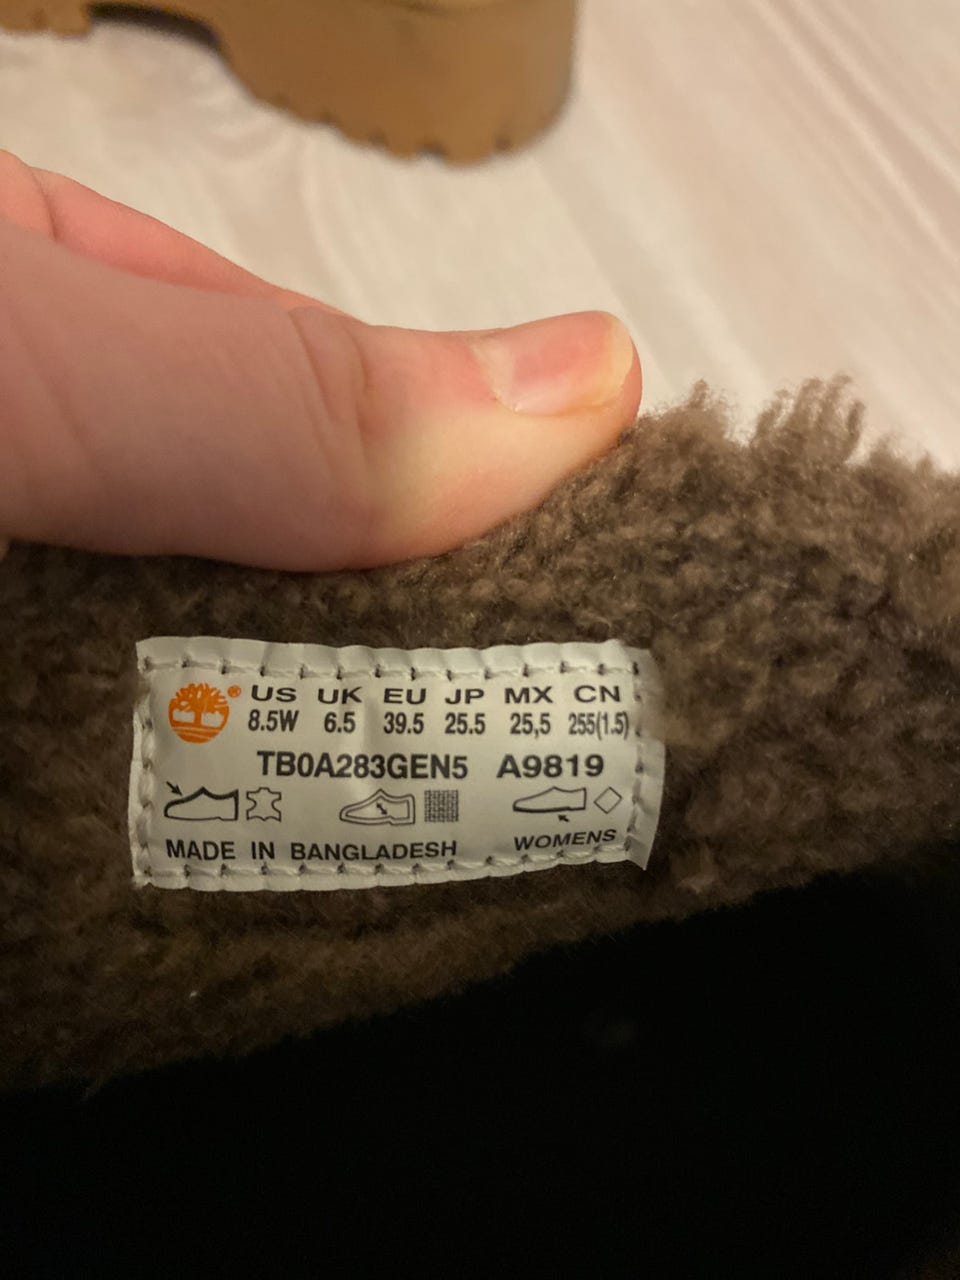 ® US UK EU JP MX CN
8.5W 6.5 39.5 25.5 25,5 255(1.5)
TB0A283GEN5 A9819
MADE IN BANGLADESH WOMENS